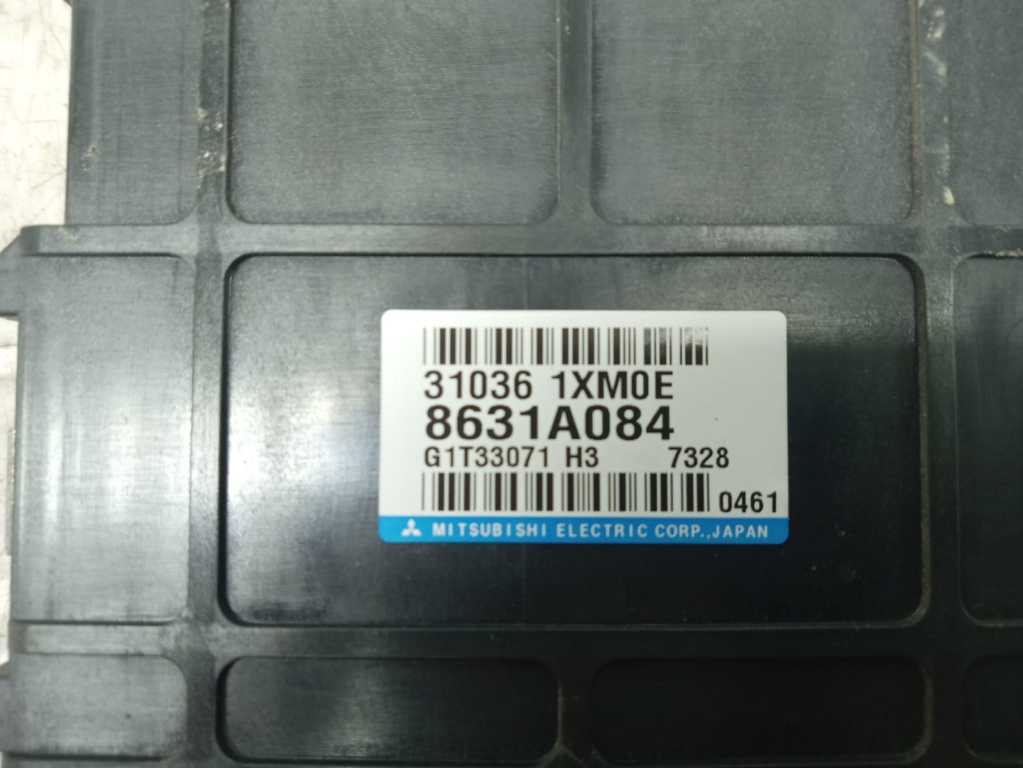 31036 1XM0E
8631A084
G1T33071 H3 7328
0461
MITSUBISHI ELECTRIC CORP.,JAPAN